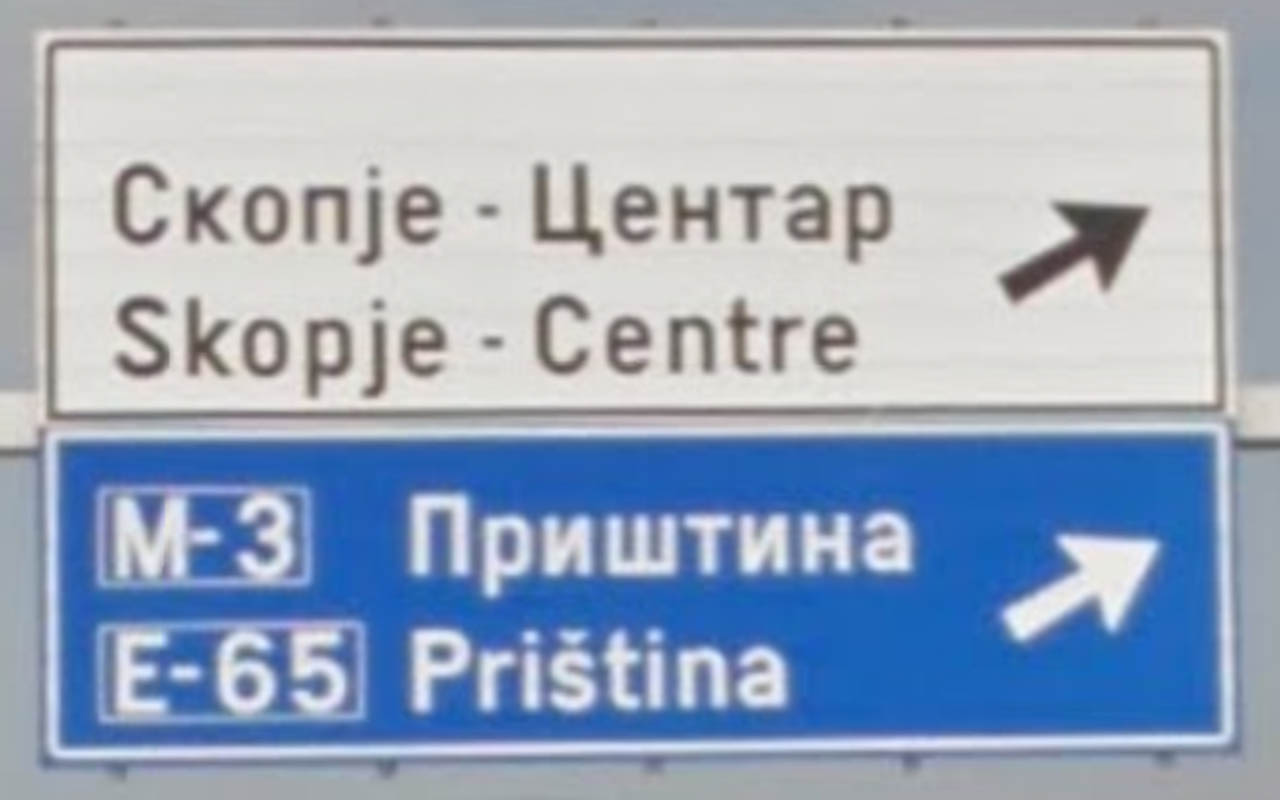 Скопје - Центар
Skopje - Centre
M-3 Приштина
E-65 Priština